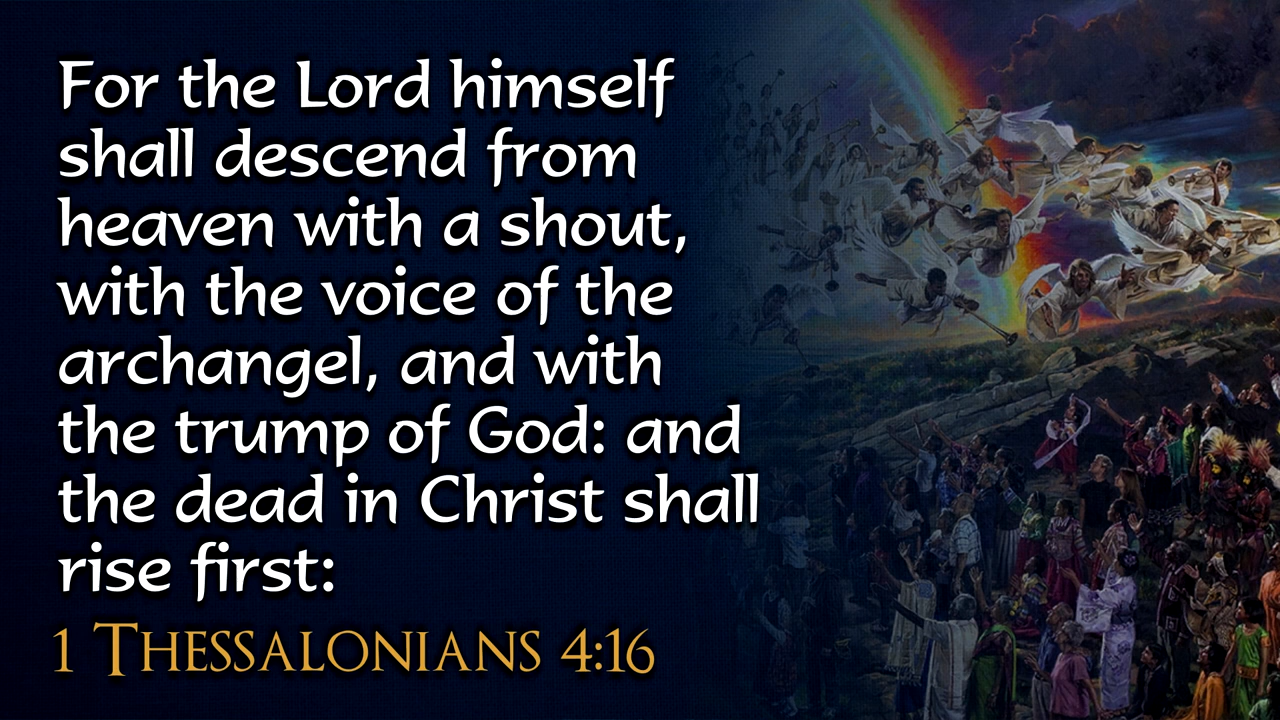 For the Lord himself
shall descend from
heaven with a shout,
with the voice of the
archangel, and with
the trump of God: and
the dead in Christ shall
rise first:
1 Thessalonians 4:16